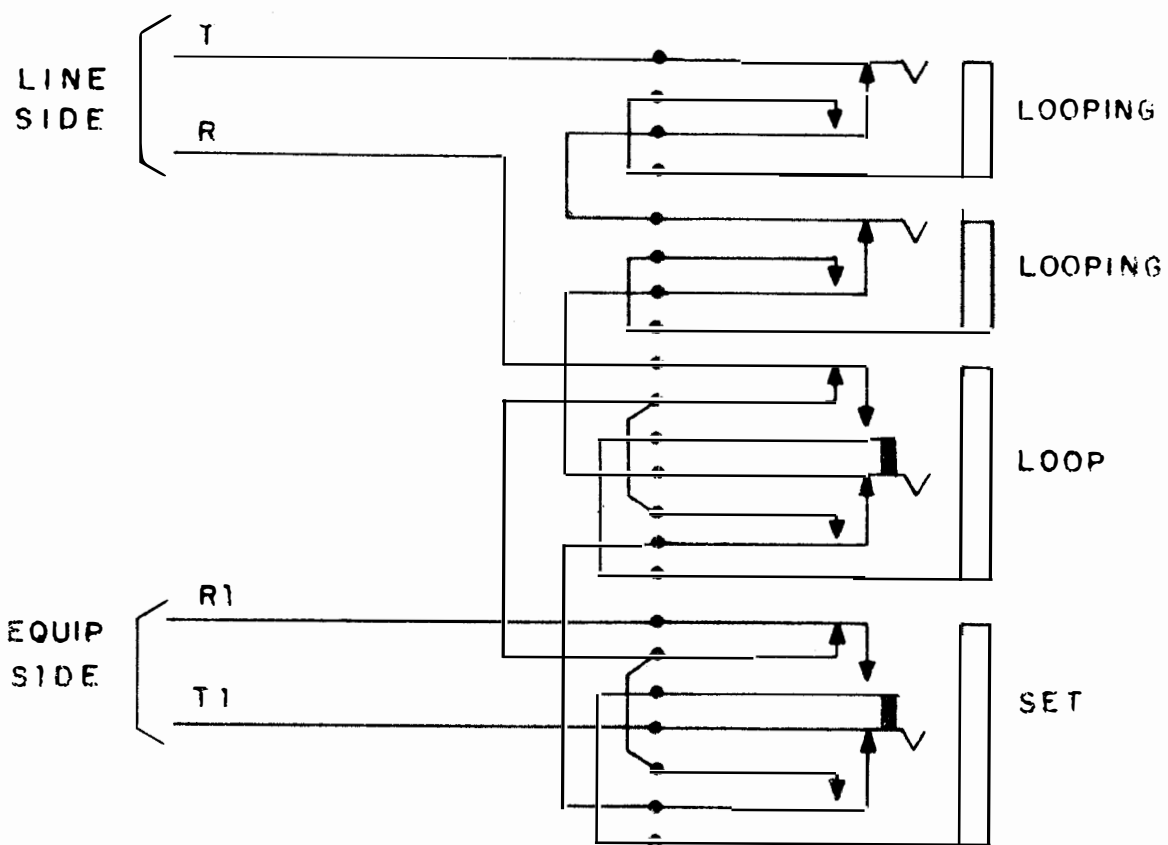 T
LINE
SIDE
R
LOOPING
LOOPING
LOOP
R1
EQUIP
SIDE
T1
SET